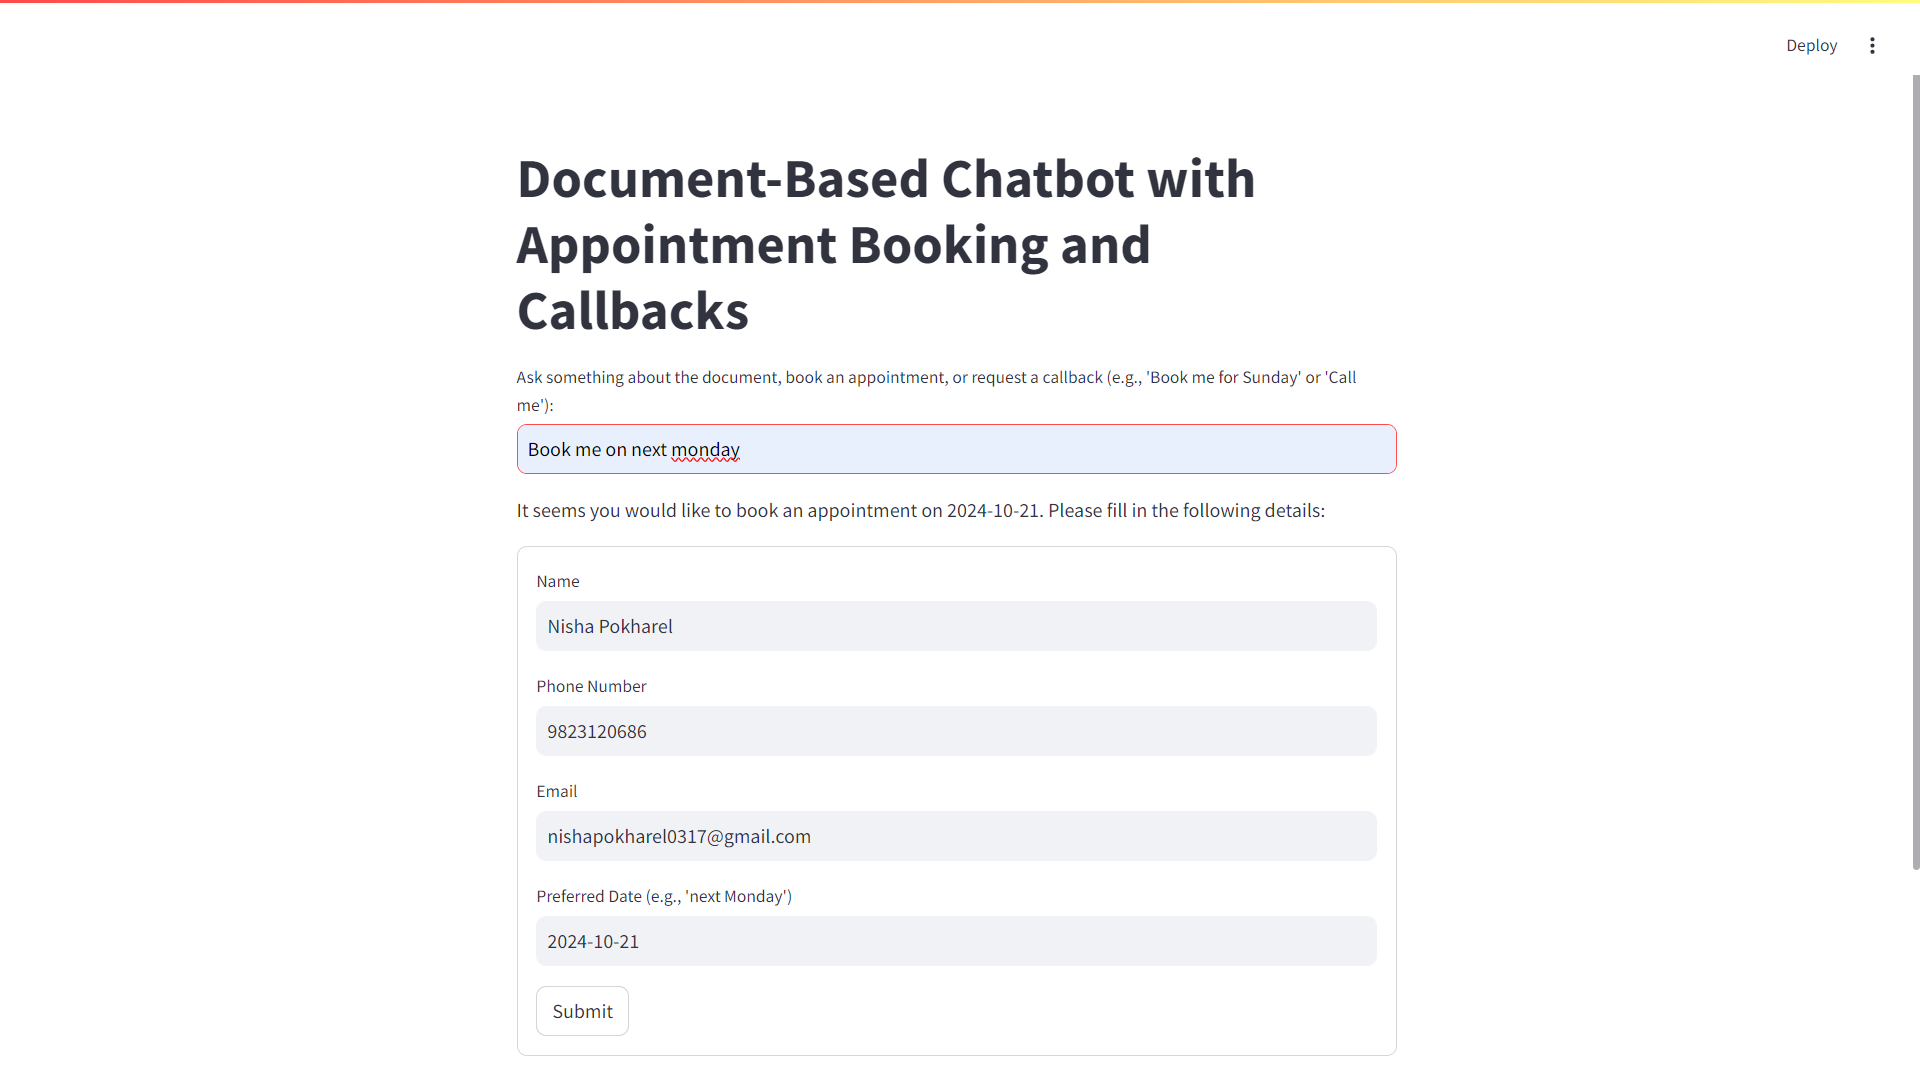 Deploy
Document-Based Chatbot with
Appointment Booking and
Callbacks
Ask something about the document, book an appointment, or request a callback (e.g., 'Book me for Sunday' or 'Call
me'):
Book me on next monday
It seems you would like to book an appointment on 2024-10-21. Please fill in the following details:
Name
Nisha Pokharel
Phone Number
9823120686
Email
nishapokharel0317@gmail.com
Preferred Date (e.g., 'next Monday')
2024-10-21
Submit